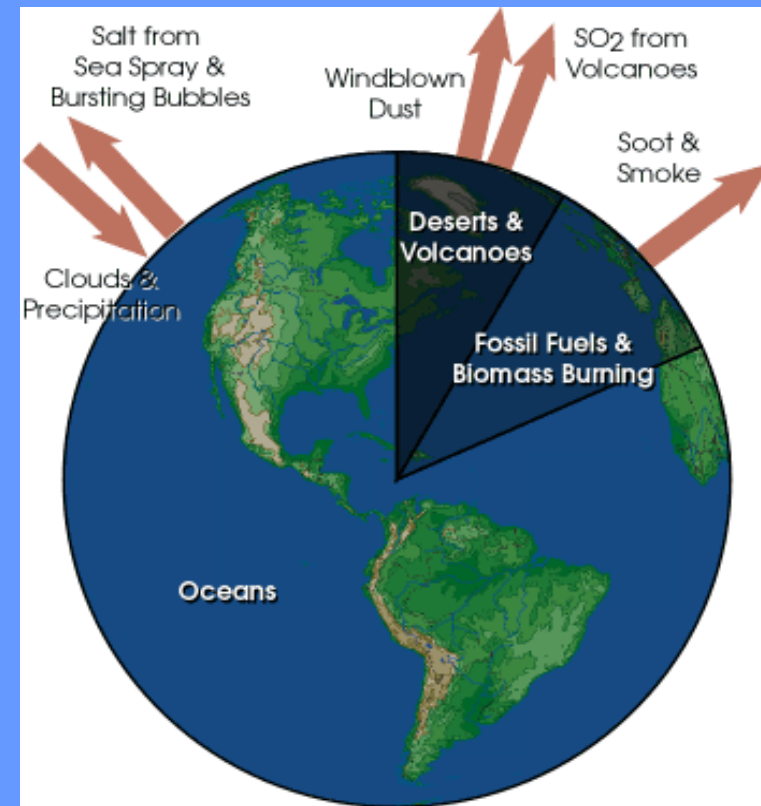 Salt from
Sea Spray &
Bursting Bubbles
Windblown
Dust
SO2 from
Volcanoes
Soot &
Smoke
Clouds &
Precipitation
Deserts &
Volcanoes
Fossil Fuels &
Biomass Burning
Oceans